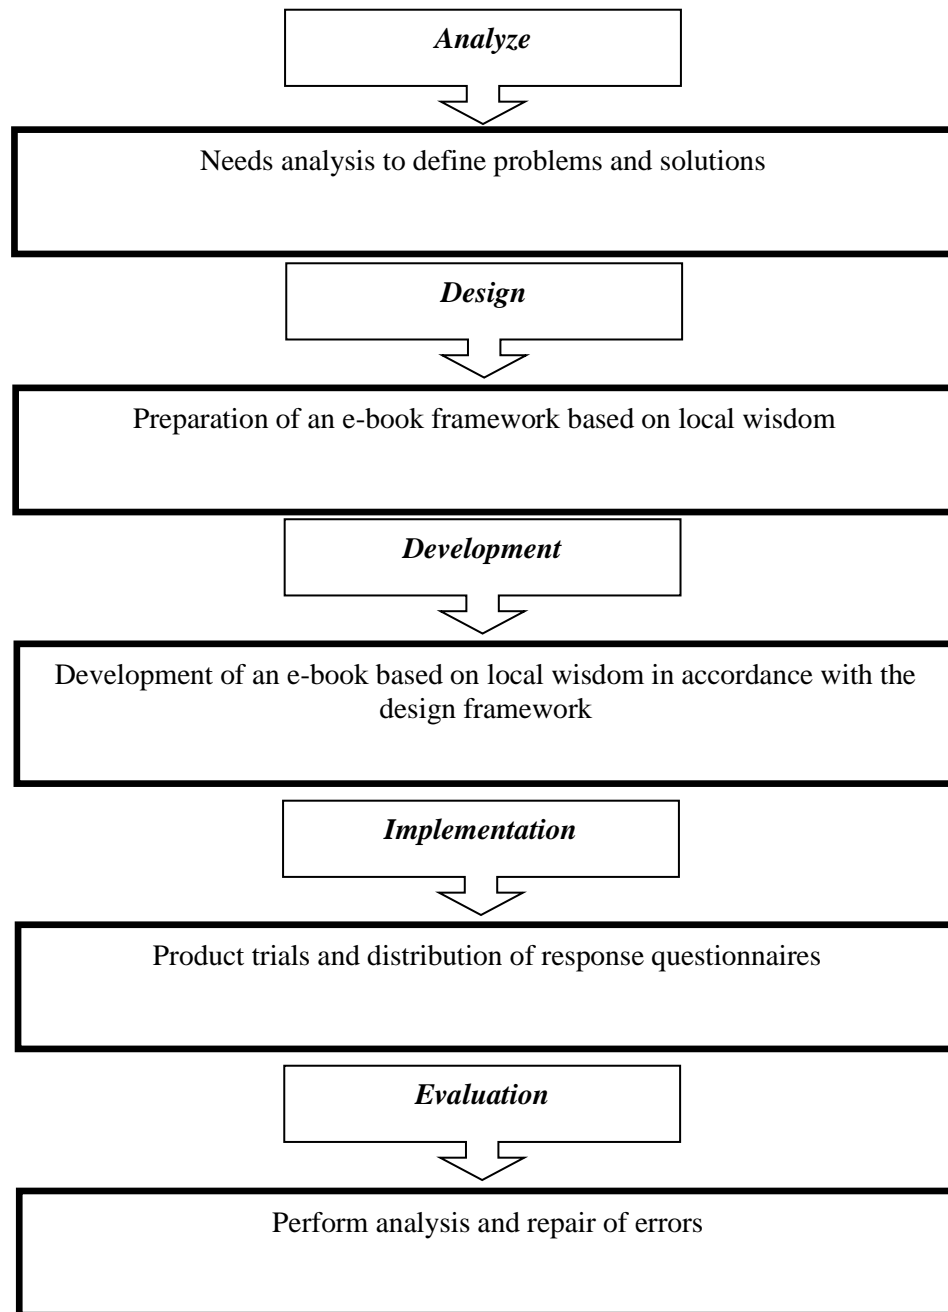 Analyze
Needs analysis to define problems and solutions
Design
Preparation of an e-book framework based on local wisdom
Development
Development of an e-book based on local wisdom in accordance with the
design framework
Implementation
Product trials and distribution of response questionnaires
Evaluation
Perform analysis and repair of errors